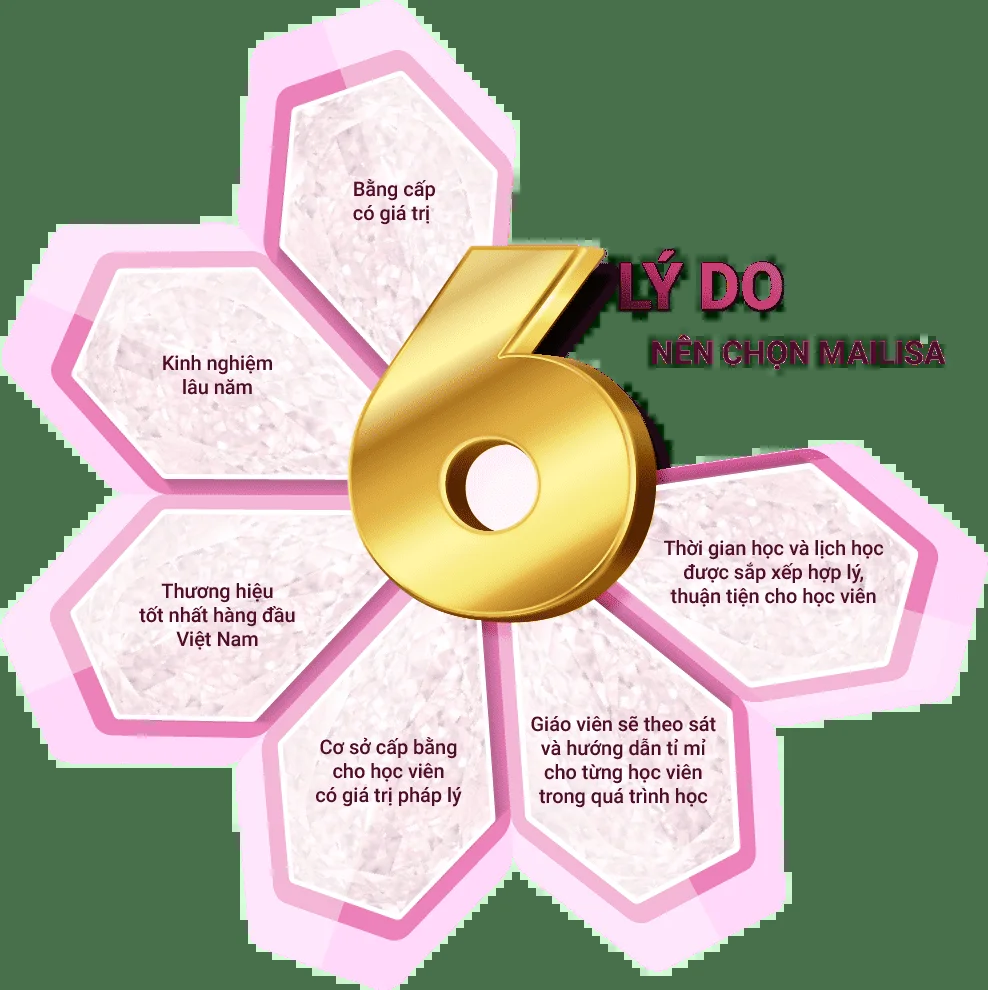 Bằng cấp
có giá trị
6
LÝ DO
NÊN CHỌN MAILISA
Kinh nghiệm
lâu năm
Thương hiệu
tốt nhất hàng đầu
Việt Nam
Cơ sở cấp bằng
cho học viên
có giá trị pháp lý
Giáo viên sẽ theo sát
và hướng dẫn tỉ mỉ
cho từng học viên
trong quá trình học
Thời gian học và lịch học
được sắp xếp hợp lý,
thuận tiện cho học viên